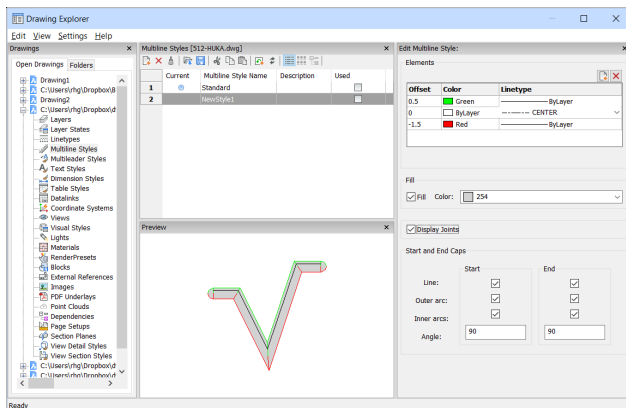 Drawing Explorer
Edit View Settings Help
Drawings
Open Drawings Folders
Drawing1
C:\Users\rhg\Dropbox\B
Drawing2
C:\Users\rhg\Dropbox\d
Layers
Layer States
Linetypes
Multiline Styles
Multileader Styles
Text Styles
Dimension Styles
Table Styles
Datalinks
Coordinate Systems
Views
Visual Styles
Lights
Materials
RenderPresets
Blocks
External References
Images
PDF Underlays
Point Clouds
Dependencies
Page Setups
Section Planes
View Detail Styles
View Section Styles
C:\Users\rhg\Dropbox\d
C:\Users\rhg\Dropbox\d
Multiline Styles [512-HUKA.dwg]
Current Multiline Style Name Description Used
1 Standard
2 NewStyle1
Preview
Edit Multiline Style:
Elements
Offset Color Linetype
0.5 Green ByLayer
0 ByLayer CENTER
-1.5 Red ByLayer
Fill
Fill Color: 254
Display Joints
Start and End Caps
Start End
Line:
Outer arc:
Inner arcs:
Angle: 90 90
Ready